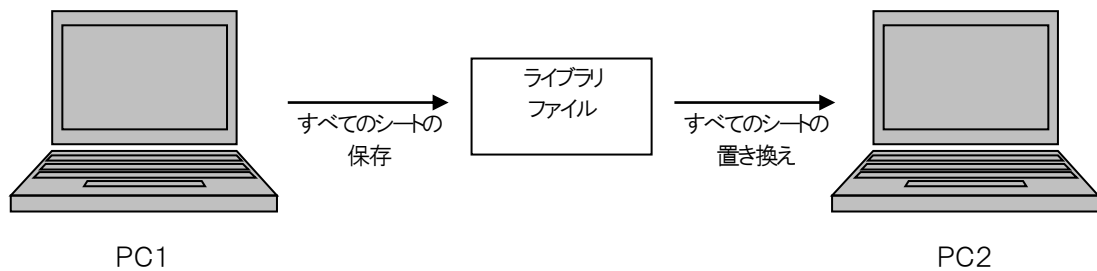 すべてのシートの
保存
ライブラリ
ファイル
すべてのシートの
置き換え
PC1
PC2